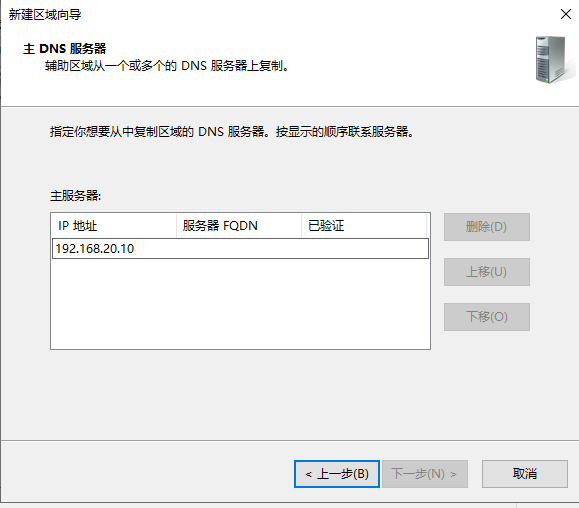 新建区域向导
主 DNS 服务器
辅助区域从一个或多个的 DNS 服务器上复制。
指定你想要从中复制区域的 DNS 服务器。按显示的顺序联系服务器。
主服务器:
IP 地址 服务器 FQDN 已验证
192.168.20.10
删除(D)
上移(U)
下移(O)
< 上一步(B) 下一步(N) > 取消